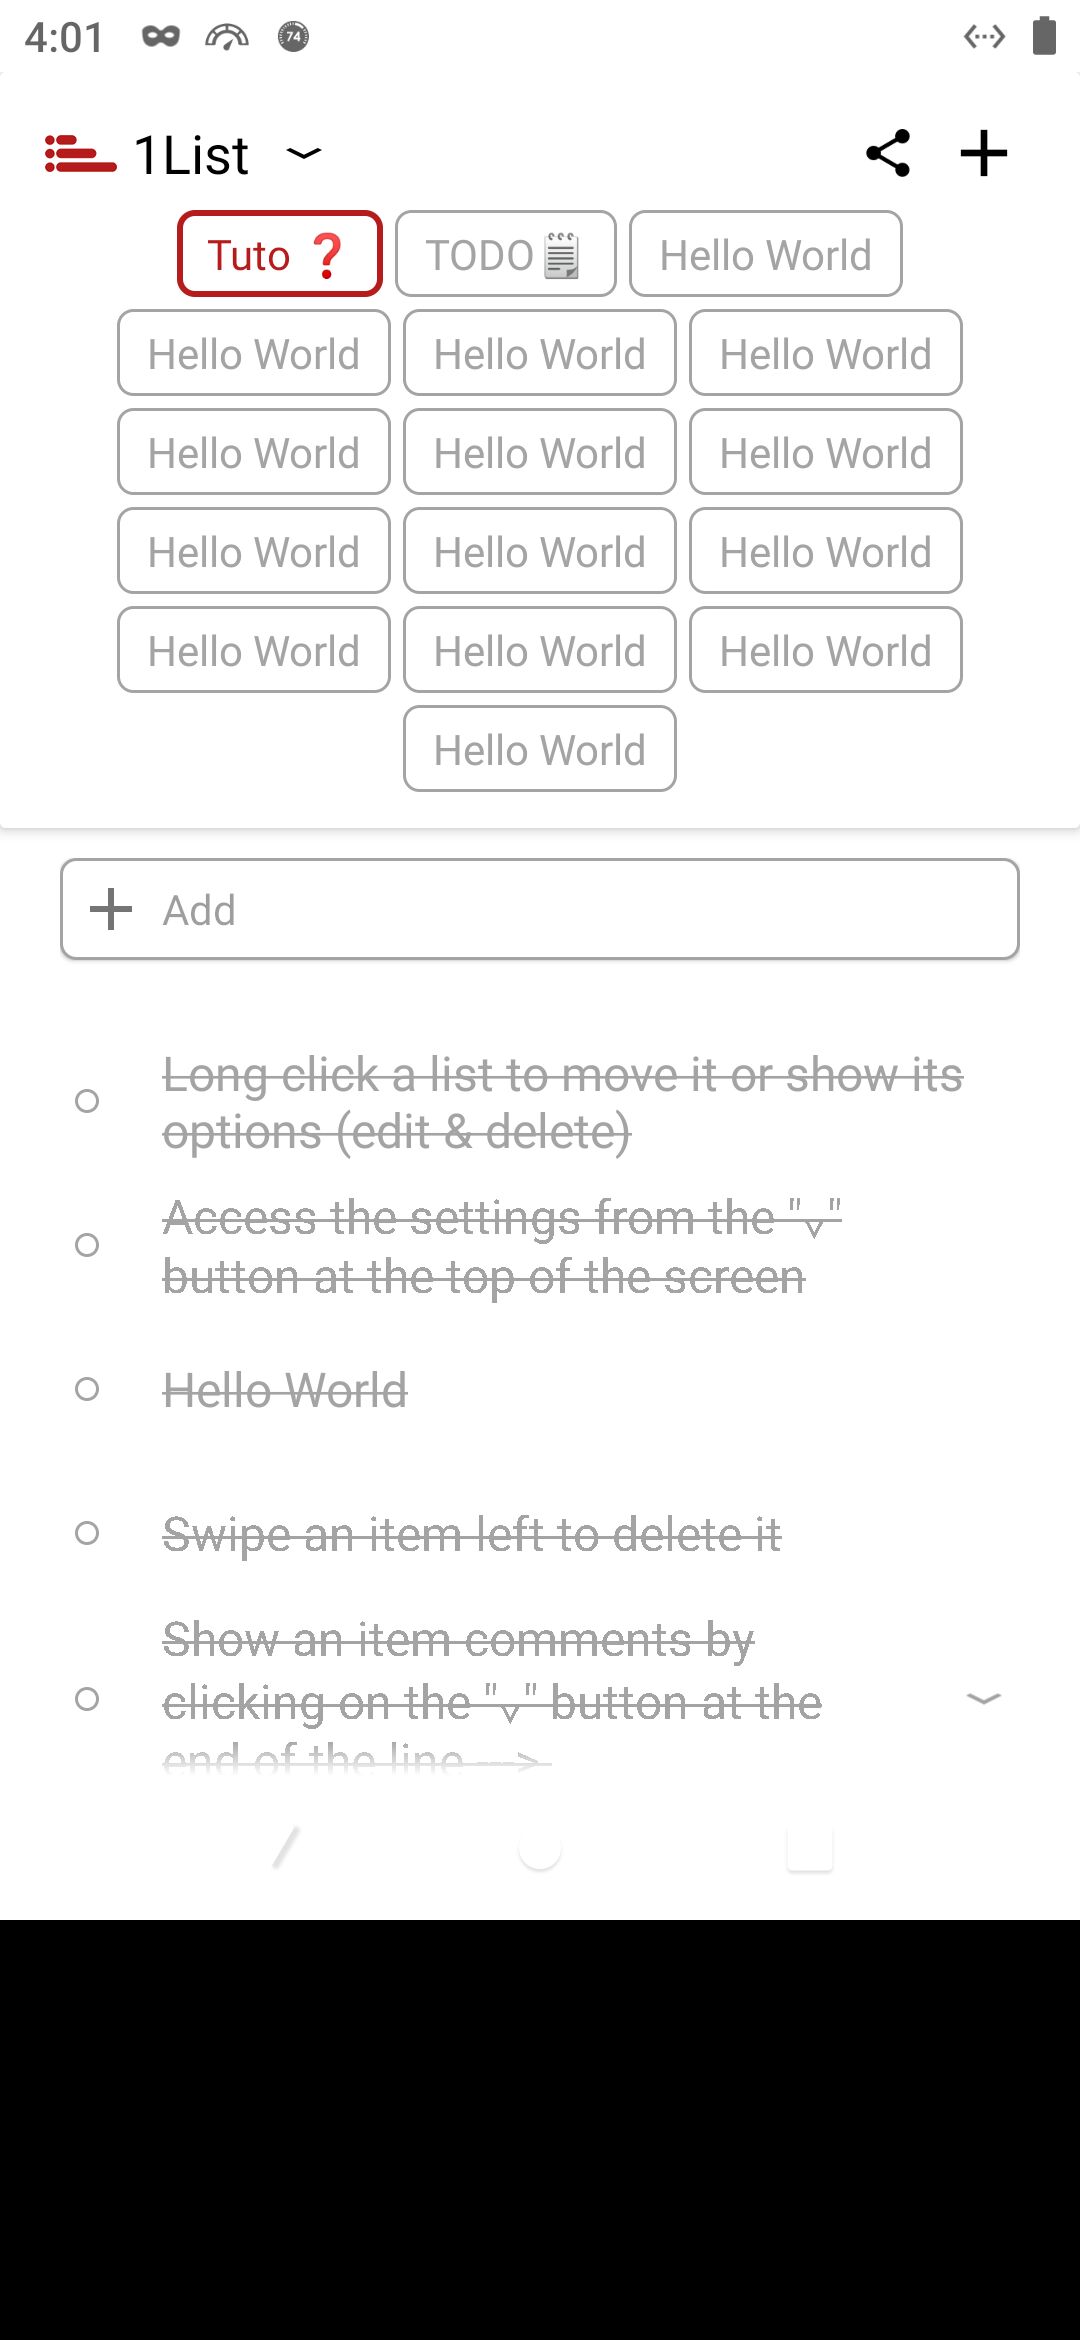 4:01
74
1List
Tuto ❓ TODO🗒 Hello World
Hello World Hello World Hello World
Hello World Hello World Hello World
Hello World Hello World Hello World
Hello World Hello World Hello World
Hello World
Add
Long click a list to move it or show its
options (edit & delete)
Access the settings from the "⌄"
button at the top of the screen
Hello World
Swipe an item left to delete it
Show an item comments by
clicking on the "⌄" button at the
end of the line --->